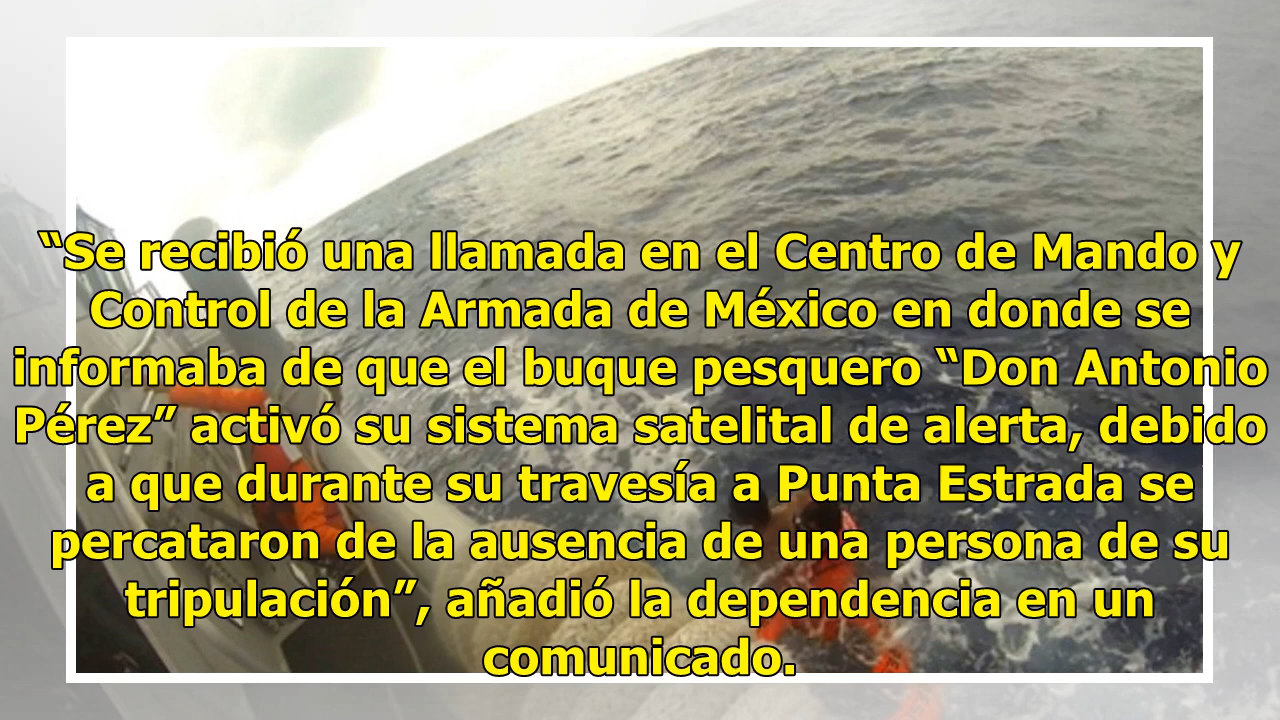 “Se recibió una llamada en el Centro de Mando y
Control de la Armada de México en donde se
informaba de que el buque pesquero “Don Antonio
Pérez” activó su sistema satelital de alerta, debido
a que durante su travesía a Punta Estrada se
percataron de la ausencia de una persona de su
tripulación”, añadió la dependencia en un
comunicado.